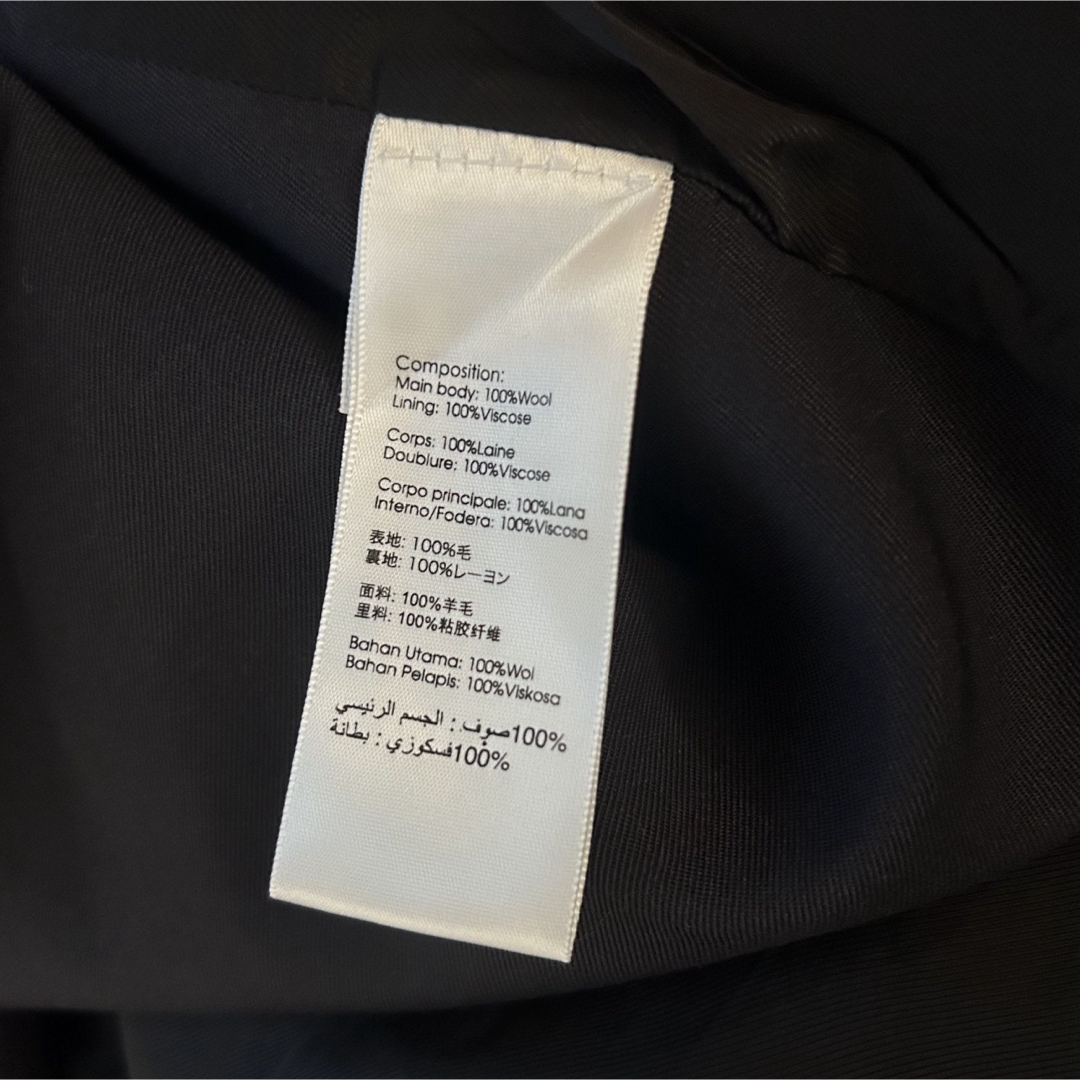 Composition:
Main body: 100%Wool
Lining: 100%Viscose
Corps: 100%Laine
Doublure: 100%Viscose
Corpo principale: 100%Lana
Interno/Fodera: 100%Viscosa
表地: 100%毛
裏地: 100%レーヨン
面料: 100%羊毛
里料: 100%粘胶纤维
Bahan Utama: 100%Wol
Bahan Pelapis: 100%Viskosa
100%صوف : الجسم الرئيسي
100%فسكوزي : بطانة